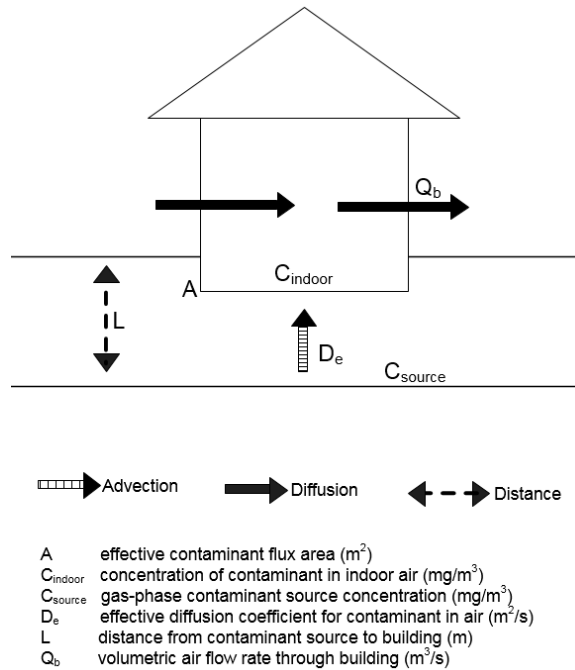 Q_b
C_indoor
A
L
D_e
C_source
Advection Diffusion Distance
A effective contaminant flux area (m²)
C_indoor concentration of contaminant in indoor air (mg/m³)
C_source gas-phase contaminant source concentration (mg/m³)
D_e effective diffusion coefficient for contaminant in air (m²/s)
L distance from contaminant source to building (m)
Q_b volumetric air flow rate through building (m³/s)